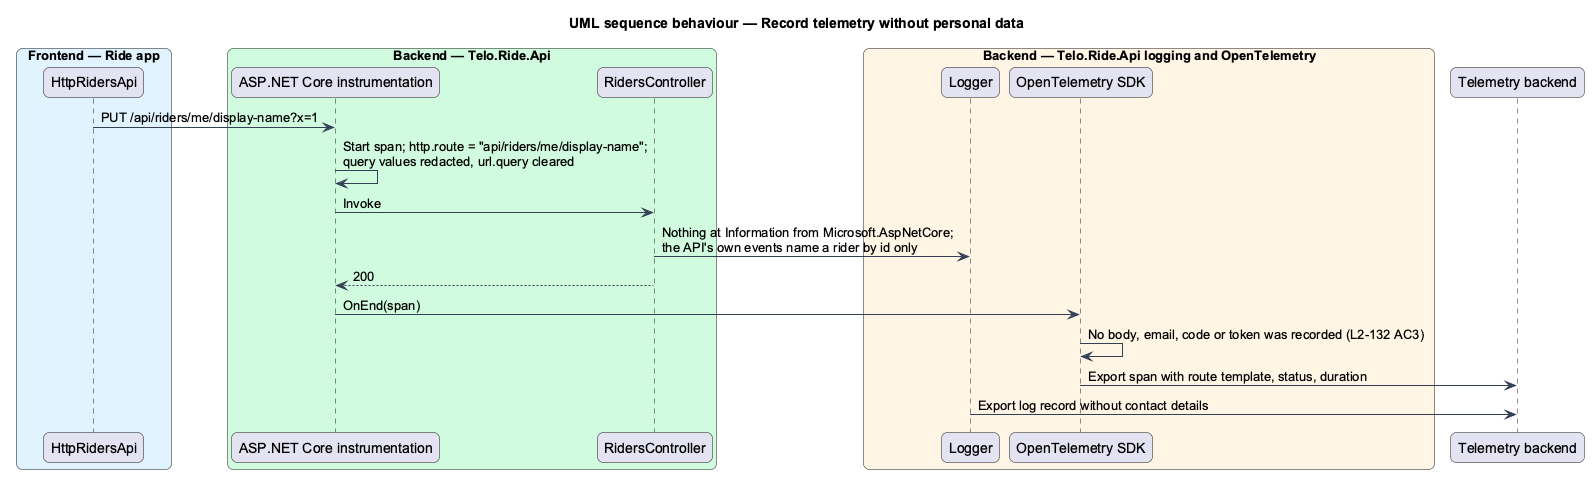 UML sequence behaviour — Record telemetry without personal data
Frontend — Ride app
Backend — Telo.Ride.Api
Backend — Telo.Ride.Api logging and OpenTelemetry
HttpRidersApi
ASP.NET Core instrumentation
RidersController
Logger
OpenTelemetry SDK
Telemetry backend
PUT /api/riders/me/display-name?x=1
Start span; http.route = "api/riders/me/display-name";
query values redacted, url.query cleared
Invoke
Nothing at Information from Microsoft.AspNetCore;
the API's own events name a rider by id only
200
OnEnd(span)
No body, email, code or token was recorded (L2-132 AC3)
Export span with route template, status, duration
Export log record without contact details
HttpRidersApi
ASP.NET Core instrumentation
RidersController
Logger
OpenTelemetry SDK
Telemetry backend